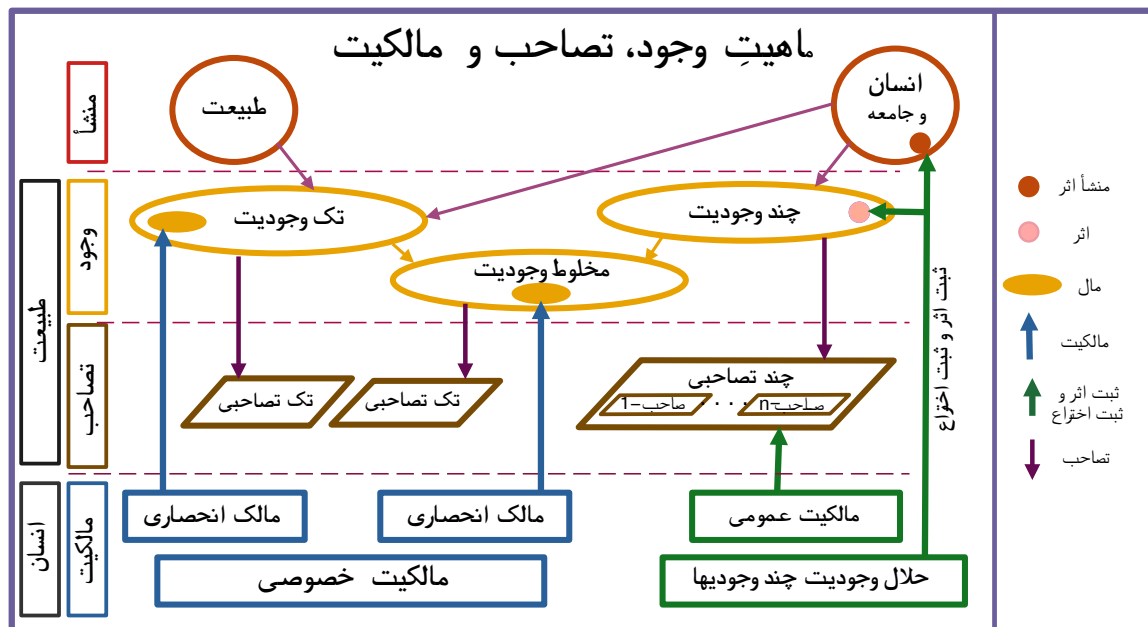 ماهیتِ وجود، تصاحب و مالکیت
انسان
و جامعه
طبیعت
منشأ
تک وجودیت
چند وجودیت
مخلوط وجودیت
وجود
طبیعت
تصاحب
تک تصاحبی
تک تصاحبی
چند تصاحبی
صاحب-1
...
صاحب-n
ثبت اثر و ثبت اختراع
انسان
مالکیت
مالک انحصاری
مالک انحصاری
مالکیت عمومی
مالکیت خصوصی
حلال وجودیت چند وجودیها
منشأ اثر
اثر
مال
مالکیت
ثبت اثر و
ثبت اختراع
تصاحب